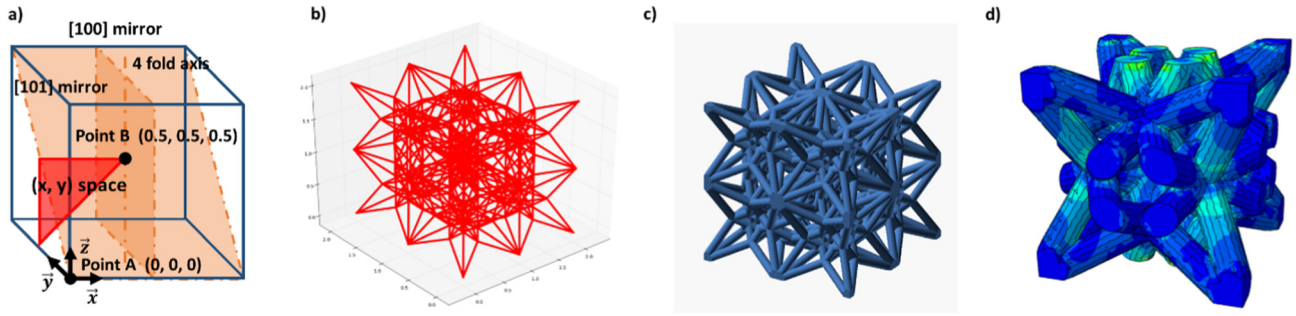 a)
[100] mirror
4 fold axis
[101] mirror
Point B (0.5, 0.5, 0.5)
(x, y) space
z
Point A (0, 0, 0)
y
x
b)
c)
d)